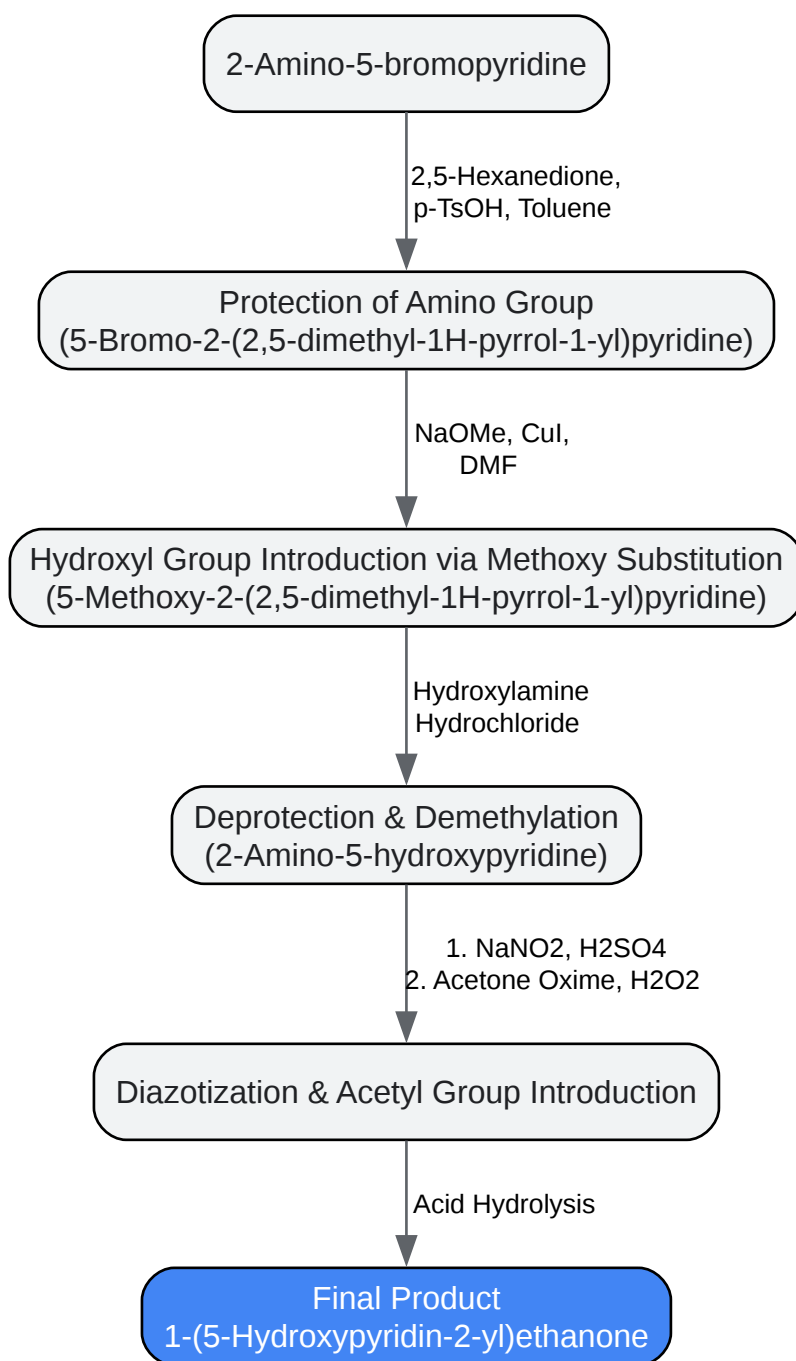 2-Amino-5-bromopyridine
2,5-Hexanedione,
p-TsOH, Toluene
Protection of Amino Group
(5-Bromo-2-(2,5-dimethyl-1H-pyrrol-1-yl)pyridine)
NaOMe, CuI,
DMF
Hydroxyl Group Introduction via Methoxy Substitution
(5-Methoxy-2-(2,5-dimethyl-1H-pyrrol-1-yl)pyridine)
Hydroxylamine
Hydrochloride
Deprotection & Demethylation
(2-Amino-5-hydroxypyridine)
1. NaNO2, H2SO4
2. Acetone Oxime, H2O2
Diazotization & Acetyl Group Introduction
Acid Hydrolysis
Final Product
1-(5-Hydroxypyridin-2-yl)ethanone